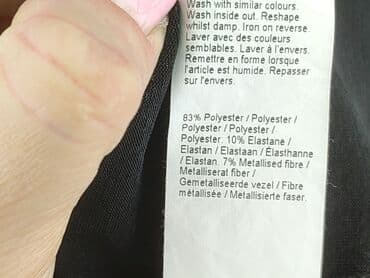 Wash with similar colours.
Wash inside out. Reshape
whilst damp. Iron on reverse.
Laver avec des couleurs
semblables. Laver à l'envers.
Remettre en forme lorsque
l'article est humide. Repasser
sur l'envers.
83% Polyester / Polyester /
Polyester / Polyester /
Polyester. 10% Elastane /
Elastan / Elastaan / Élasthanne
/ Elastan. 7% Metallised fibre /
Metalliserat fiber /
Gemetalliseerde vezel / Fibre
métallisée / Metallisierte faser.